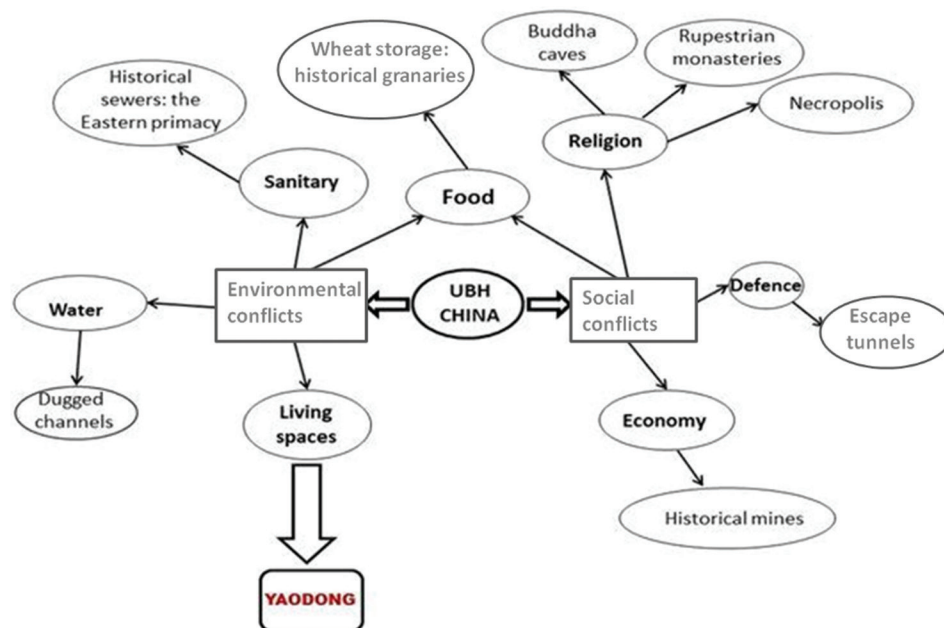 Buddha
caves
Rupestrian
monasteries
Wheat storage:
historical granaries
Historical
sewers: the
Eastern primacy
Necropolis
Religion
Sanitary
Food
Environmental
conflicts
UBH
CHINA
Social
conflicts
Defence
Water
Escape
tunnels
Dugged
channels
Living
spaces
Economy
Historical mines
YAODONG